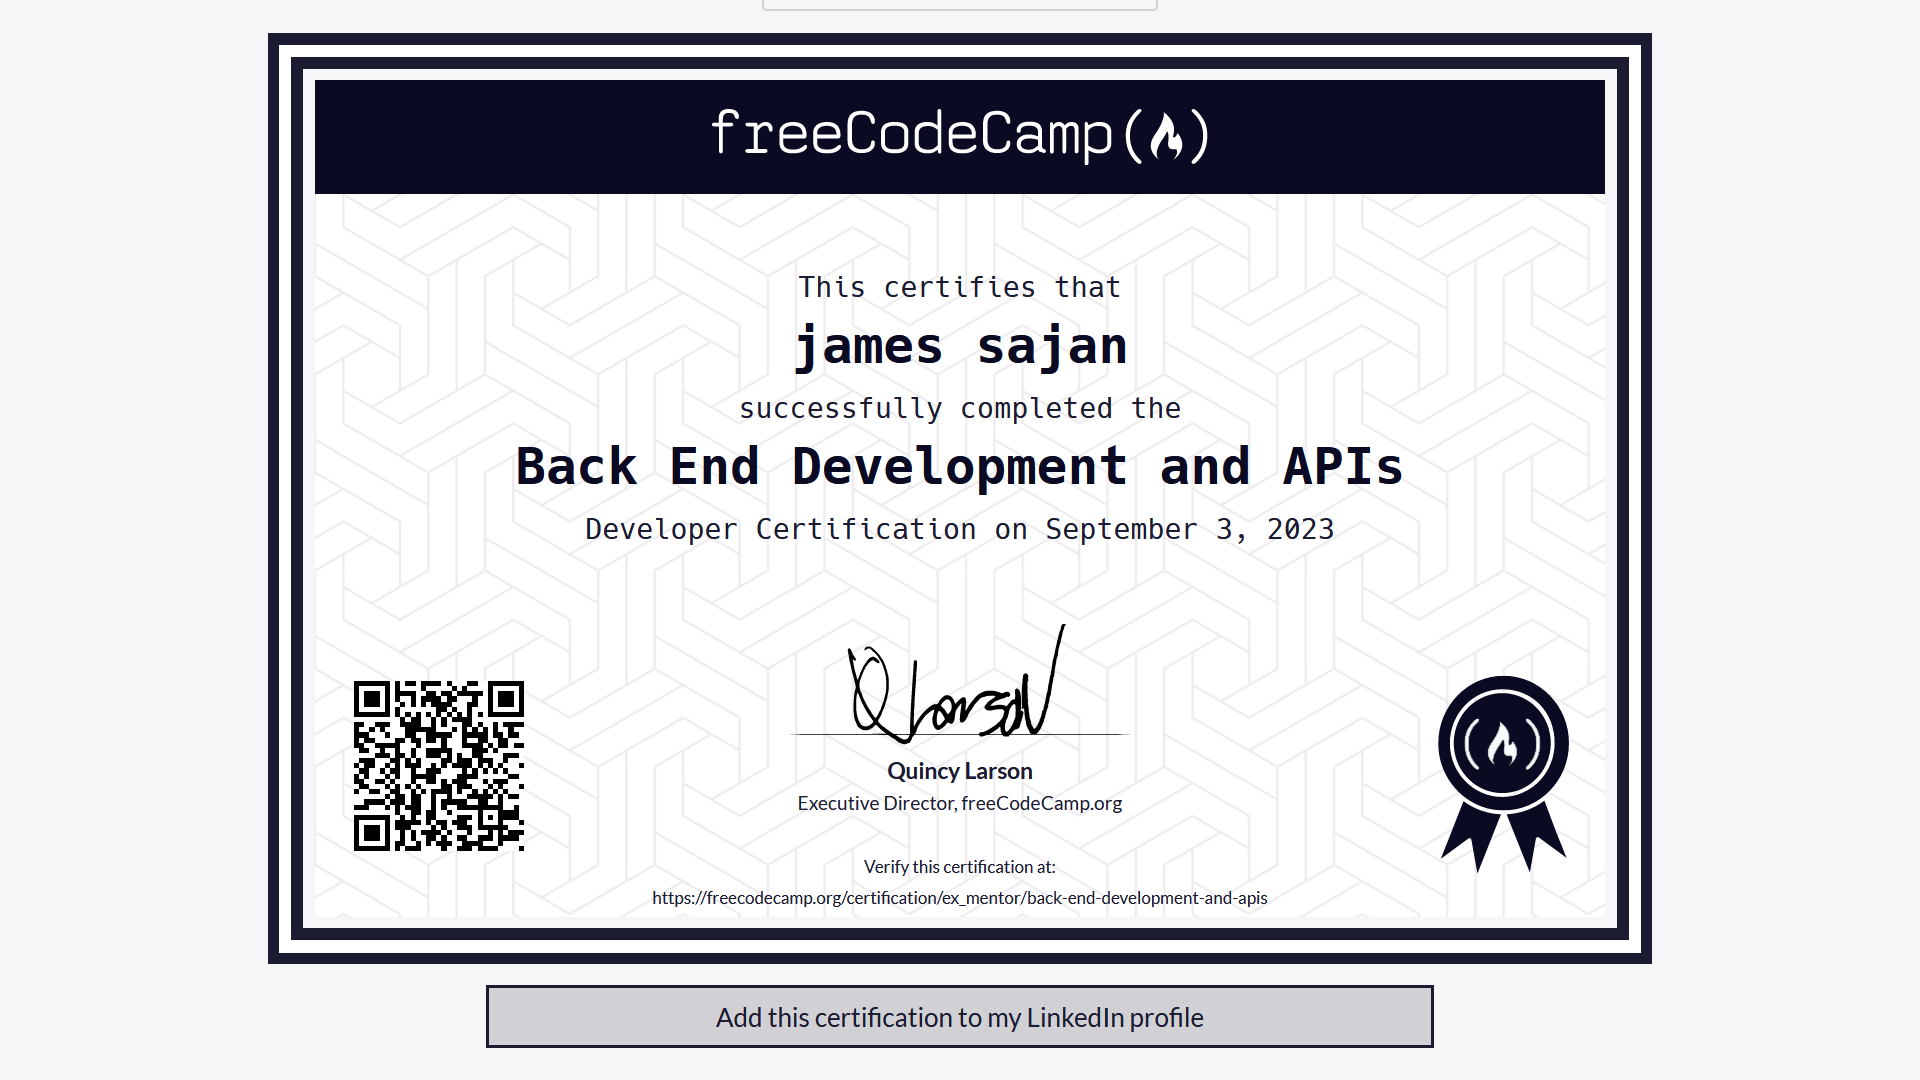 freeCodeCamp
This certifies that
james sajan
successfully completed the
Back End Development and APIs
Developer Certification on September 3, 2023
Quincy Larson
Executive Director, freeCodeCamp.org
Verify this certification at:
https://freecodecamp.org/certification/ex_mentor/back-end-development-and-apis
Add this certification to my LinkedIn profile